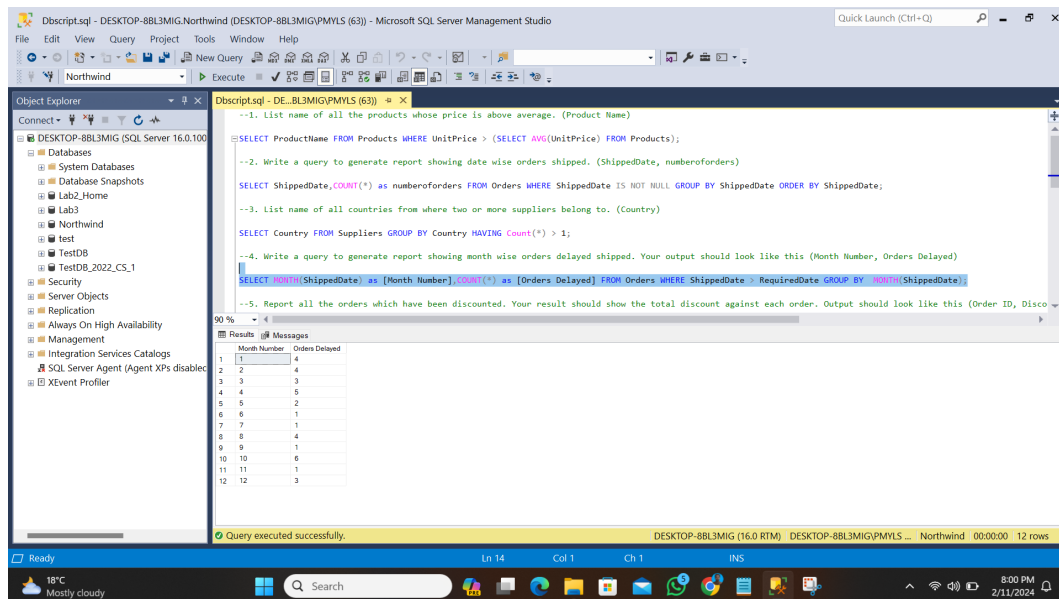 Dbscript.sql - DESKTOP-8BL3MIG.Northwind (DESKTOP-8BL3MIG\PMYLS (63)) - Microsoft SQL Server Management Studio
Quick Launch (Ctrl+Q)
File Edit View Query Project Tools Window Help
New Query
Northwind
Execute
Object Explorer
Dbscript.sql - DE...BL3MIG\PMYLS (63))
Connect
DESKTOP-8BL3MIG (SQL Server 16.0.100
Databases
System Databases
Database Snapshots
Lab2_Home
Lab3
Northwind
test
TestDB
TestDB_2022_CS_1
Security
Server Objects
Replication
Always On High Availability
Management
Integration Services Catalogs
SQL Server Agent (Agent XPs disablec
XEvent Profiler
--1. List name of all the products whose price is above average. (Product Name)
SELECT ProductName FROM Products WHERE UnitPrice > (SELECT AVG(UnitPrice) FROM Products);
--2. Write a query to generate report showing date wise orders shipped. (ShippedDate, numberoforders)
SELECT ShippedDate,COUNT(*) as numberoforders FROM Orders WHERE ShippedDate IS NOT NULL GROUP BY ShippedDate ORDER BY ShippedDate;
--3. List name of all countries from where two or more suppliers belong to. (Country)
SELECT Country FROM Suppliers GROUP BY Country HAVING Count(*) > 1;
--4. Write a query to generate report showing month wise orders delayed shipped. Your output should look like this (Month Number, Orders Delayed)
SELECT MONTH(ShippedDate) as [Month Number],COUNT(*) as [Orders Delayed] FROM Orders WHERE ShippedDate > RequiredDate GROUP BY MONTH(ShippedDate);
--5. Report all the orders which have been discounted. Your result should show the total discount against each order. Output should look like this (Order ID, Disco
90 %
Results Messages
Month Number Orders Delayed
1 1 4
2 2 4
3 3 3
4 4 5
5 5 2
6 6 1
7 7 1
8 8 4
9 9 1
10 10 6
11 11 1
12 12 3
Query executed successfully.
DESKTOP-8BL3MIG (16.0 RTM) DESKTOP-8BL3MIG\PMYLS ... Northwind 00:00:00 12 rows
Ready Ln 14 Col 1 Ch 1 INS
18°C
Mostly cloudy
Search
8:00 PM
2/11/2024